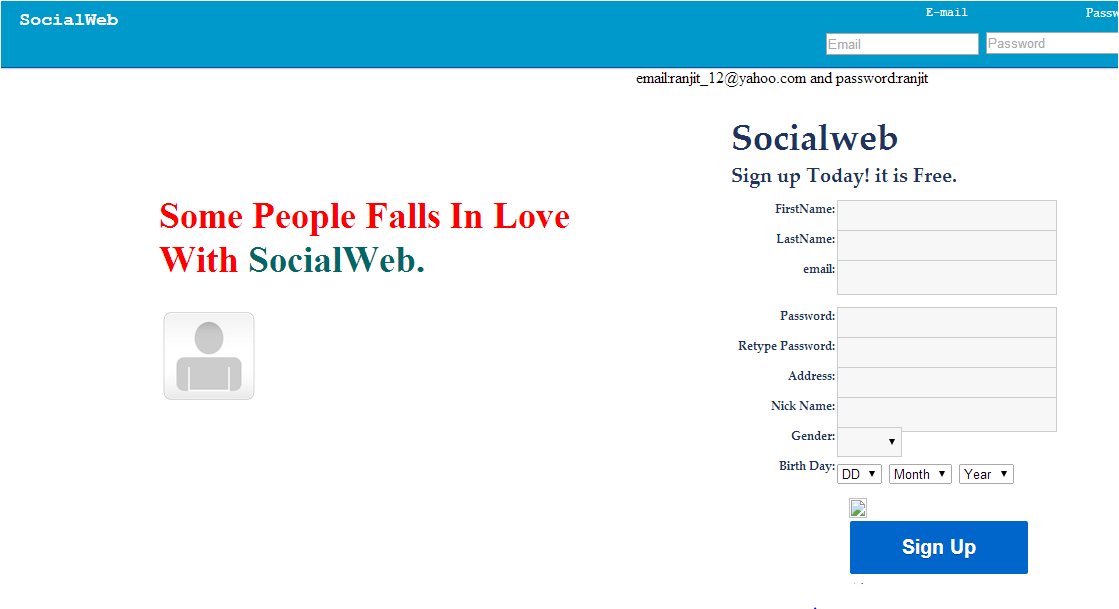 SocialWeb
E-mail
Passw
Email
Password
email:ranjit_12@yahoo.com and password:ranjit
Socialweb
Sign up Today! it is Free.
Some People Falls In Love
With SocialWeb.
FirstName:
LastName:
email:
Password:
Retype Password:
Address:
Nick Name:
Gender:
Birth Day:
DD Month Year
Sign Up